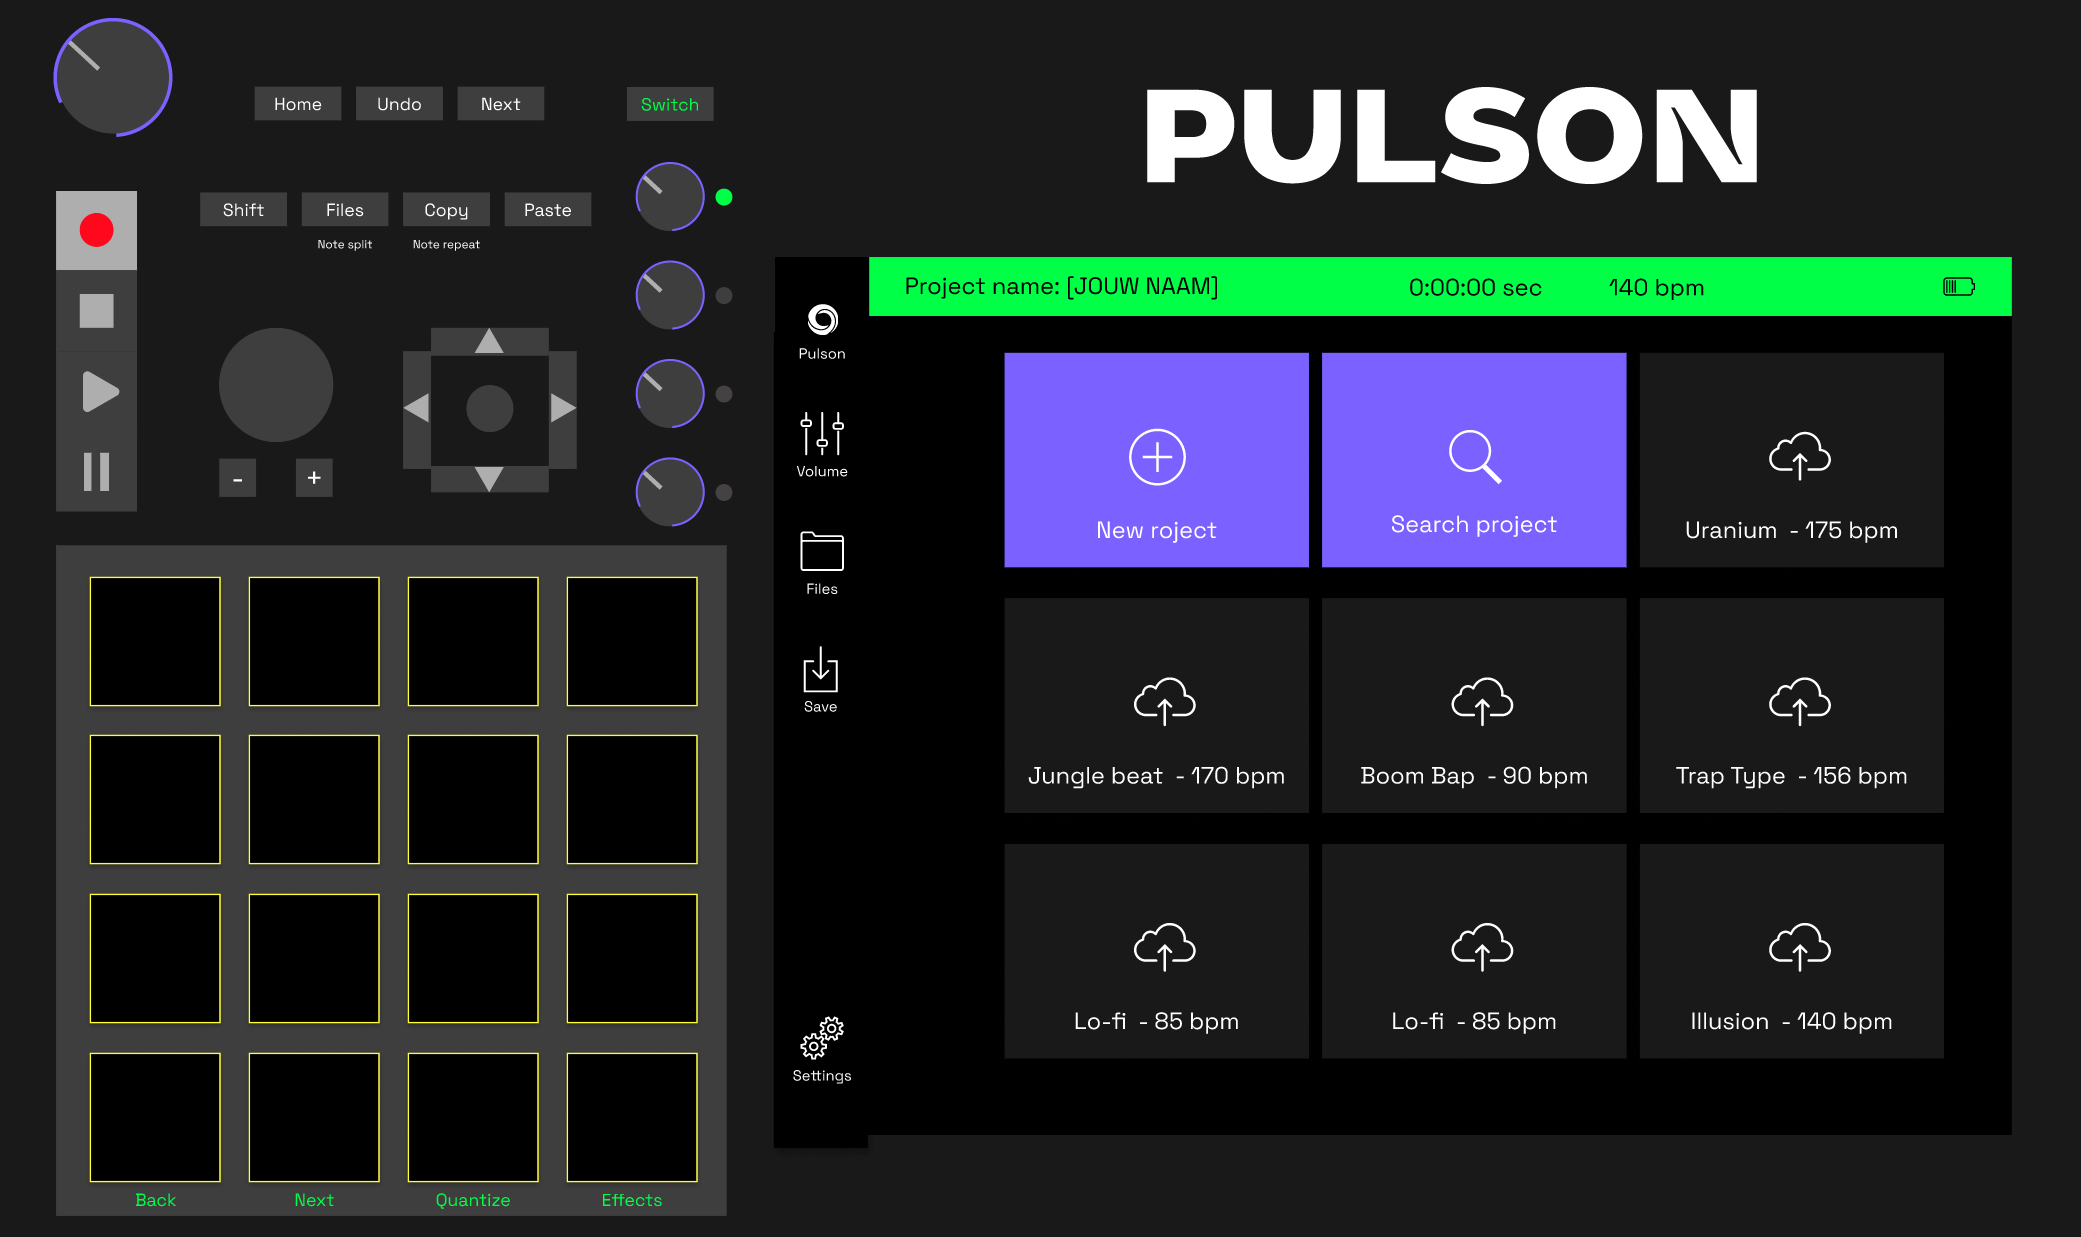 PULSON
Home
Undo
Next
Switch
Shift
Files
Copy
Paste
Note split
Note repeat
-
+
Back
Next
Quantize
Effects
Project name: [JOUW NAAM]
0:00:00 sec
140 bpm
Pulson
Volume
Files
Save
Settings
New roject
Search project
Uranium - 175 bpm
Jungle beat - 170 bpm
Boom Bap - 90 bpm
Trap Type - 156 bpm
Lo-fi - 85 bpm
Lo-fi - 85 bpm
Illusion - 140 bpm